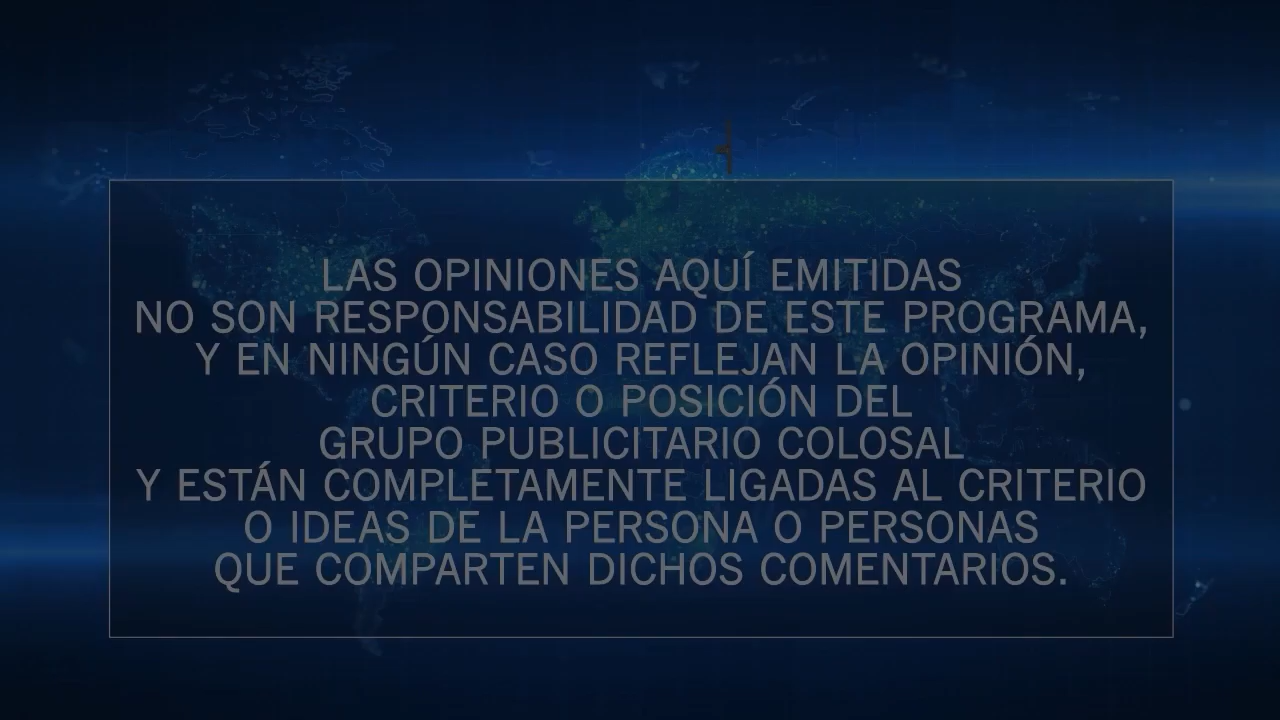 LAS OPINIONES AQUÍ EMITIDAS
NO SON RESPONSABILIDAD DE ESTE PROGRAMA,
Y EN NINGÚN CASO REFLEJAN LA OPINIÓN,
CRITERIO O POSICIÓN DEL
GRUPO PUBLICITARIO COLOSAL
Y ESTÁN COMPLETAMENTE LIGADAS AL CRITERIO
O IDEAS DE LA PERSONA O PERSONAS
QUE COMPARTEN DICHOS COMENTARIOS.